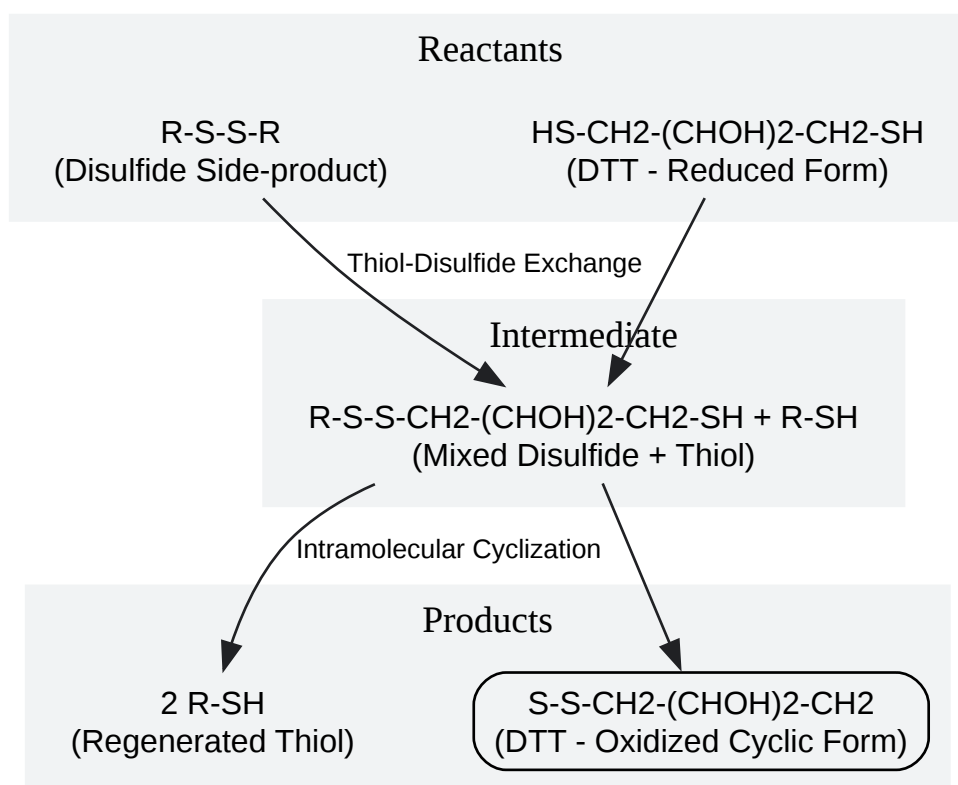 Reactants
R-S-S-R
(Disulfide Side-product)
HS-CH2-(CHOH)2-CH2-SH
(DTT - Reduced Form)
Thiol-Disulfide Exchange
Intermediate
R-S-S-CH2-(CHOH)2-CH2-SH + R-SH
(Mixed Disulfide + Thiol)
Intramolecular Cyclization
Products
2 R-SH
(Regenerated Thiol)
S-S-CH2-(CHOH)2-CH2
(DTT - Oxidized Cyclic Form)